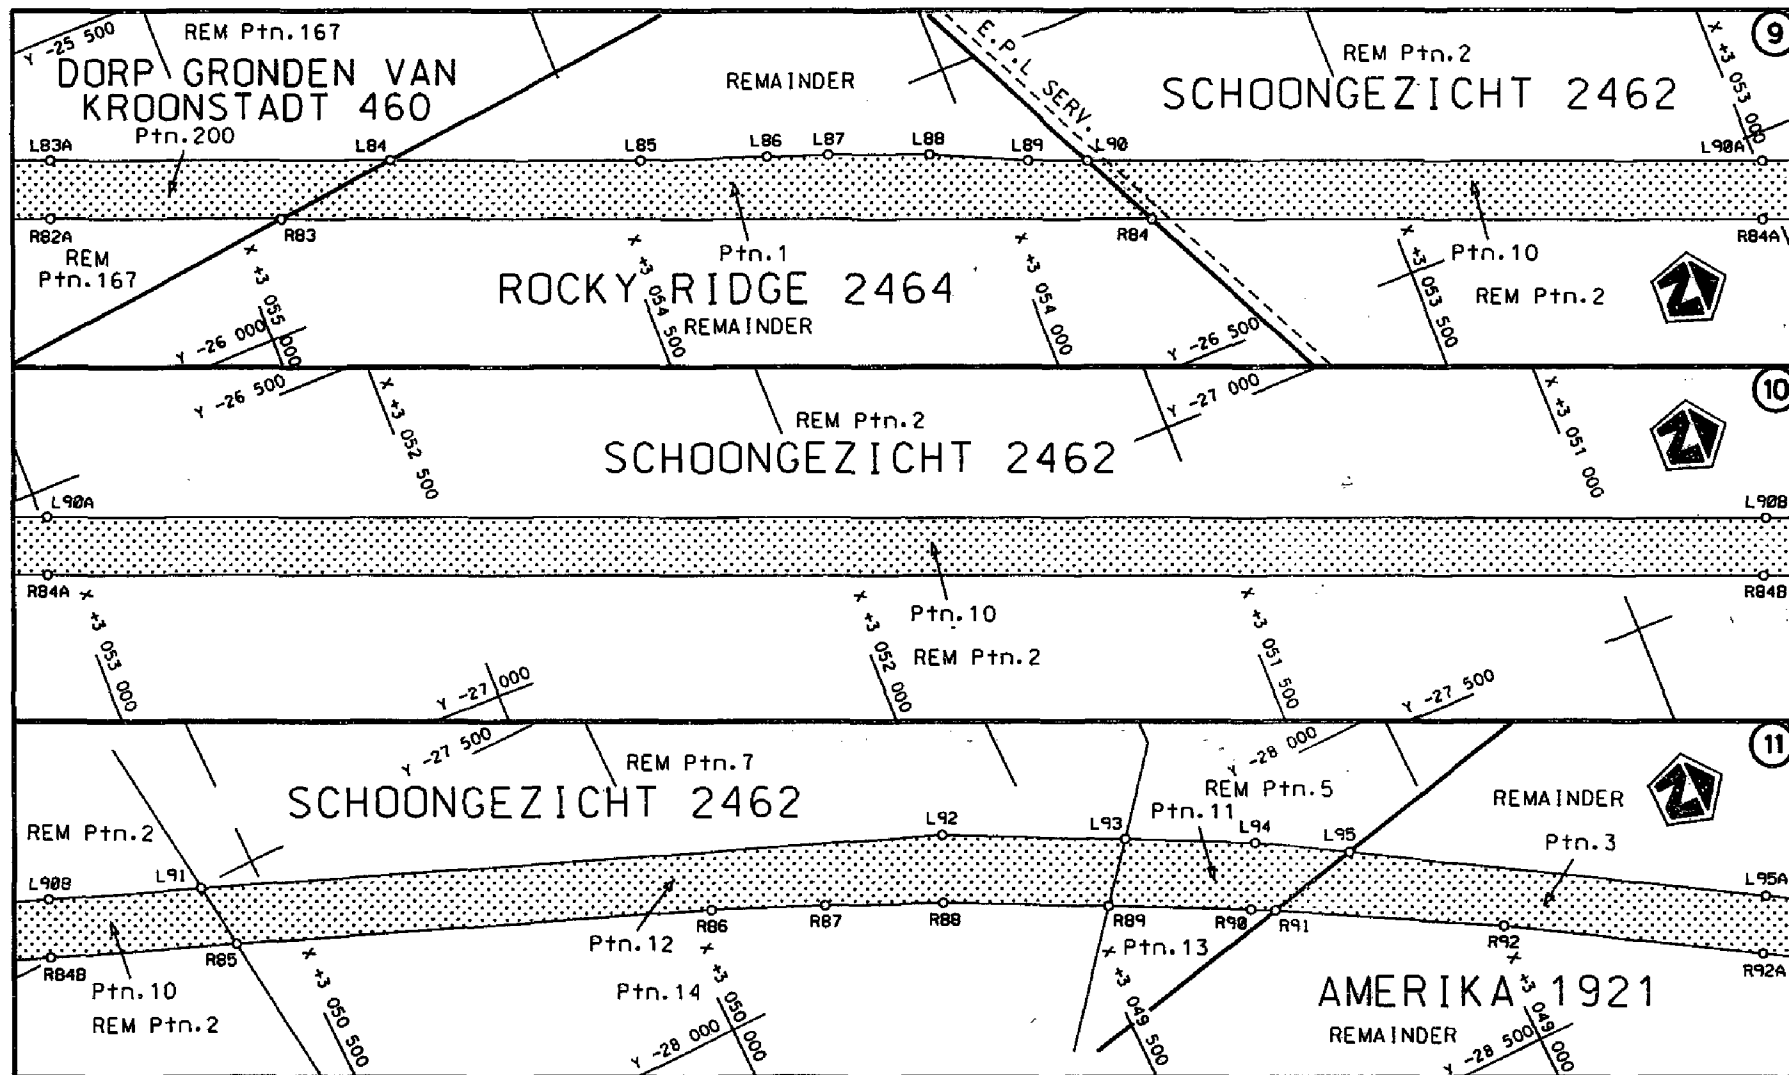 REM Ptn.167
REMAINDER
REM Ptn.2
9
Y -25 500
E.P.L SERV.
X +3 053 000
DORP GRONDEN VAN
KROONSTADT 460
SCHOONGEZICHT 2462
Ptn.200
L83A
L84
L85
L86
L87
L88
L89
L90
L90A
R82A
R83
R84
R84A
REM
Ptn.167
Ptn.1
Ptn.10
ROCKY RIDGE 2464
REMAINDER
REM Ptn.2
X +3 055 000
X +3 054 500
X +3 054 000
X +3 053 500
Y -26 000
Y -26 500
10
Y -26 500
X +3 052 500
REM Ptn.2
SCHOONGEZICHT 2462
Y -27 000
X +3 051 000
L90A
L90B
R84A
R84B
X +3 053 000
X +3 052 000
X +3 051 500
Ptn.10
REM Ptn.2
Y -27 000
Y -27 500
11
Y -27 500
REM Ptn.7
Y -28 000
REM Ptn.5
REMAINDER
SCHOONGEZICHT 2462
Ptn.11
REM Ptn.2
Ptn.3
L90B
L91
L92
L93
L94
L95
L95A
R84B
R85
R86
R87
R88
R89
R90
R91
R92
R92A
Ptn.12
Ptn.13
Ptn.10
REM Ptn.2
Ptn.14
AMERIKA 1921
REMAINDER
X +3 050 500
X +3 050 000
X +3 049 500
X +3 049 000
Y -28 000
Y -28 500